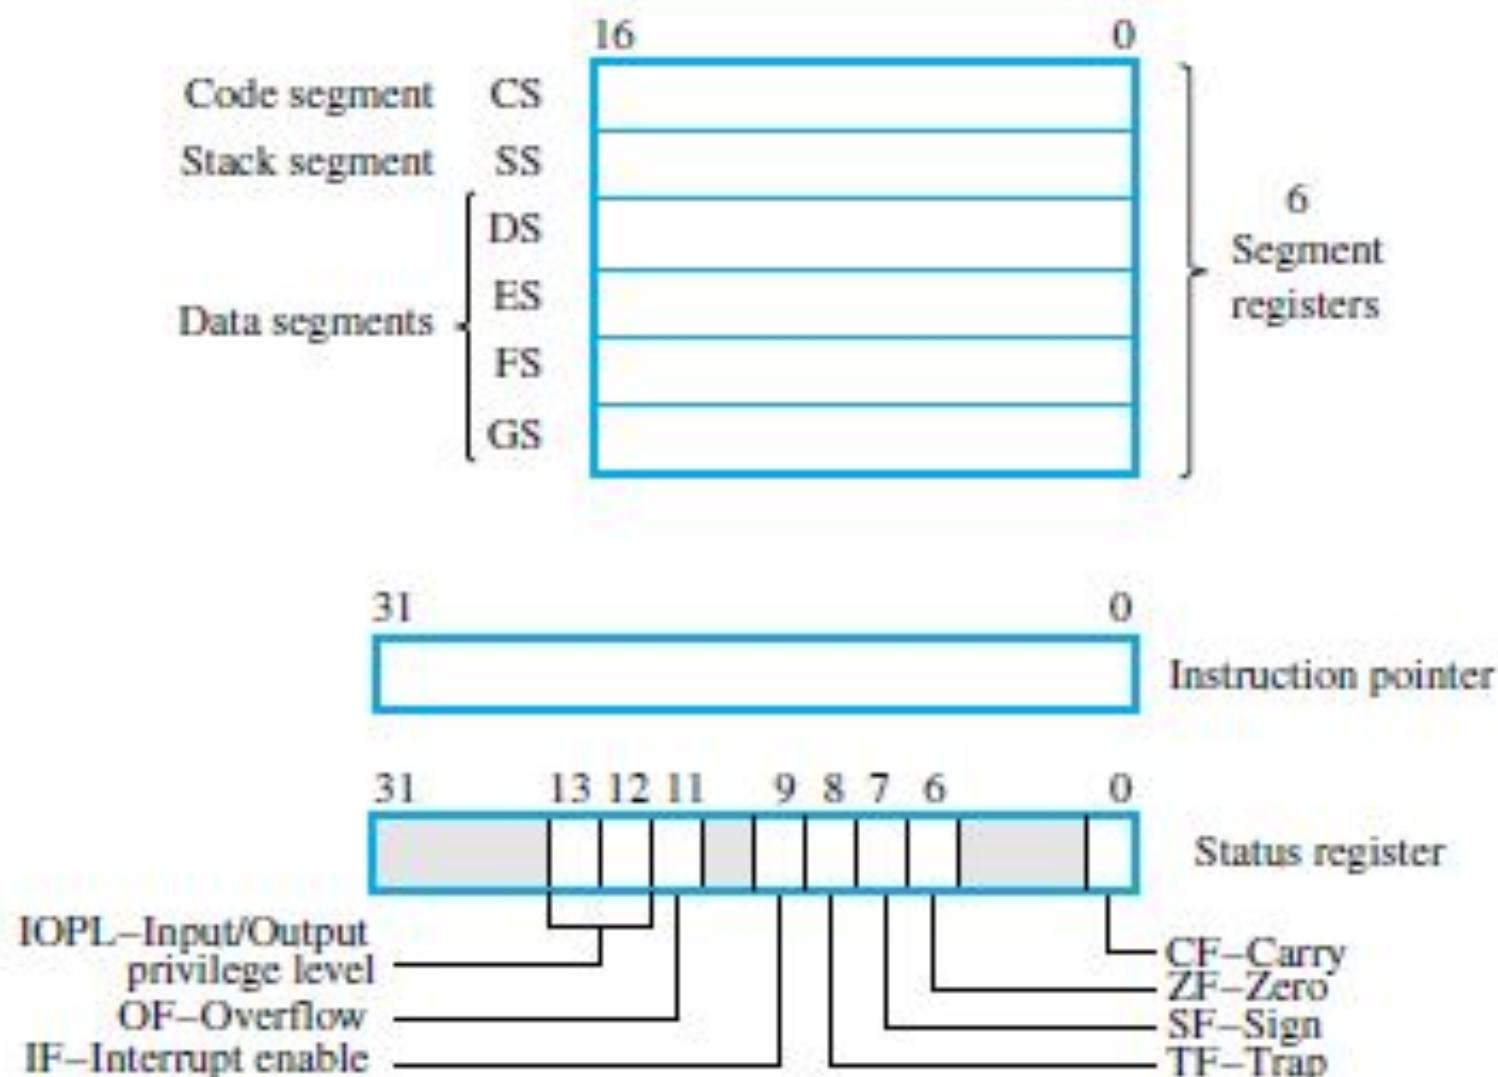 16 0
Code segment CS
Stack segment SS
DS
ES
Data segments
FS
GS
6
Segment
registers
31 0
Instruction pointer
31 13 12 11 9 8 7 6 0
Status register
IOPL–Input/Output
privilege level
OF–Overflow
IF–Interrupt enable
CF–Carry
ZF–Zero
SF–Sign
TF–Trap